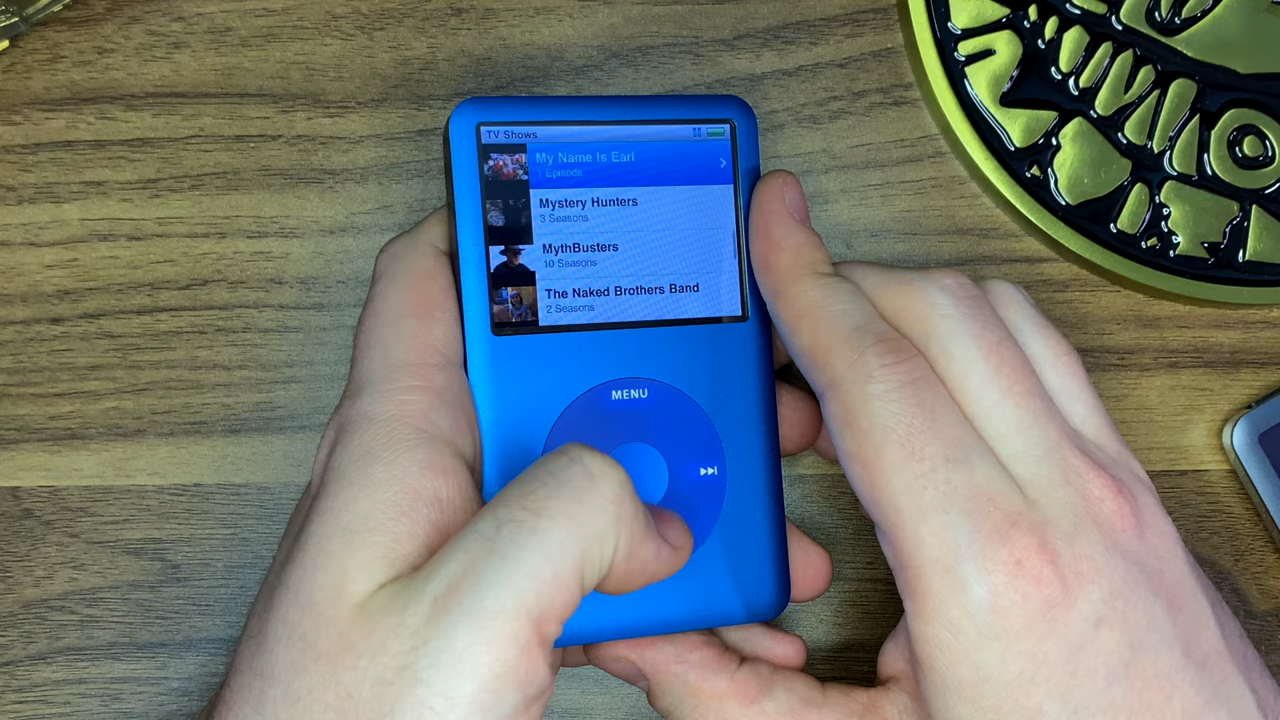 TV Shows
My Name Is Earl
1 Episode
Mystery Hunters
3 Seasons
MythBusters
10 Seasons
The Naked Brothers Band
2 Seasons
MENU